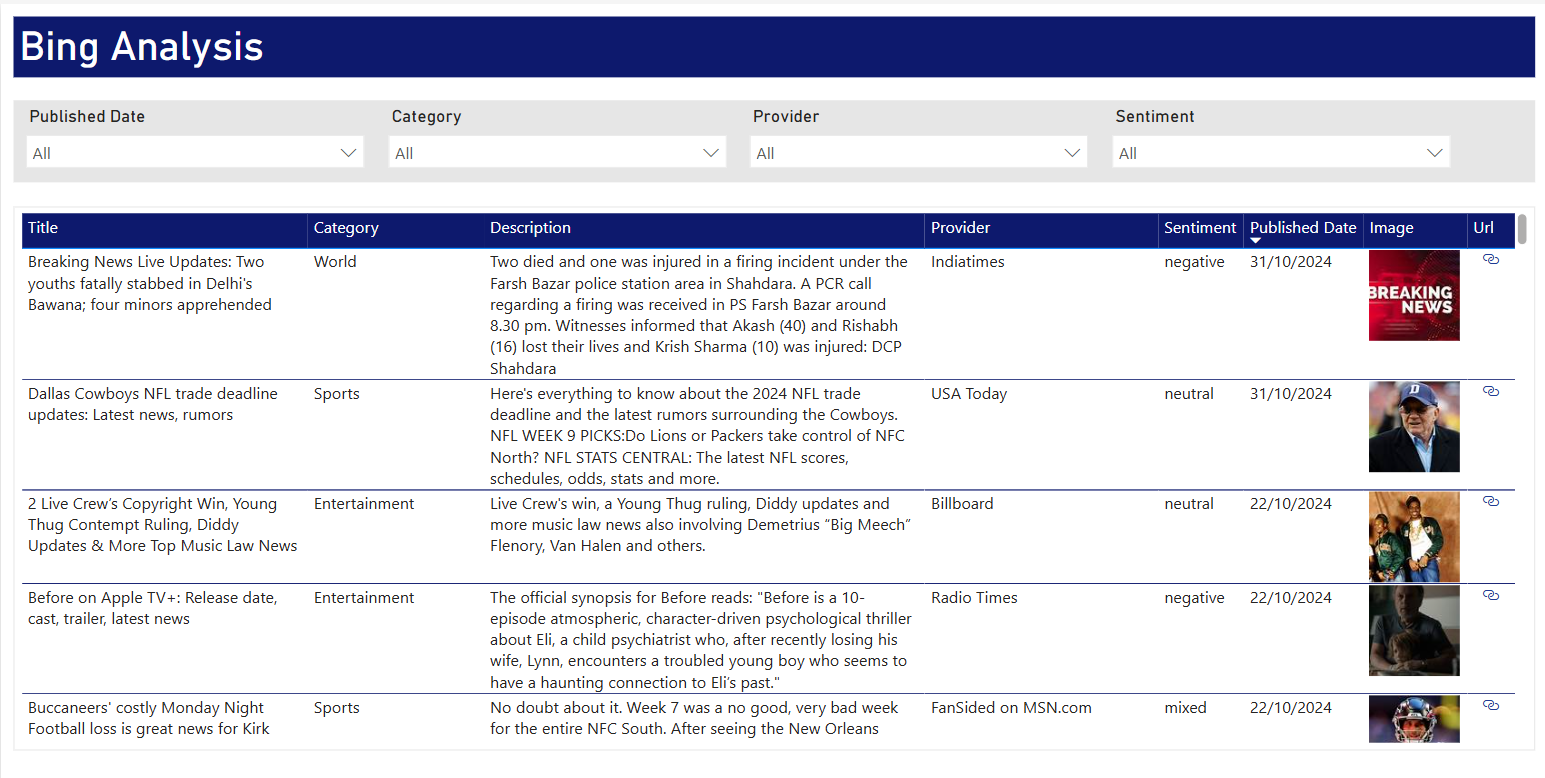 Bing Analysis
Published Date
Category
Provider
Sentiment
All
All
All
All
Title
Category
Description
Provider
Sentiment
Published Date
Image
Url
Breaking News Live Updates: Two
youths fatally stabbed in Delhi's
Bawana; four minors apprehended
World
Two died and one was injured in a firing incident under the
Farsh Bazar police station area in Shahdara. A PCR call
regarding a firing was received in PS Farsh Bazar around
8.30 pm. Witnesses informed that Akash (40) and Rishabh
(16) lost their lives and Krish Sharma (10) was injured: DCP
Shahdara
Indiatimes
negative
31/10/2024
BREAKING
NEWS
Dallas Cowboys NFL trade deadline
updates: Latest news, rumors
Sports
Here's everything to know about the 2024 NFL trade
deadline and the latest rumors surrounding the Cowboys.
NFL WEEK 9 PICKS:Do Lions or Packers take control of NFC
North? NFL STATS CENTRAL: The latest NFL scores,
schedules, odds, stats and more.
USA Today
neutral
31/10/2024
D
2 Live Crew’s Copyright Win, Young
Thug Contempt Ruling, Diddy
Updates & More Top Music Law News
Entertainment
Live Crew's win, a Young Thug ruling, Diddy updates and
more music law news also involving Demetrius “Big Meech”
Flenory, Van Halen and others.
Billboard
neutral
22/10/2024
Before on Apple TV+: Release date,
cast, trailer, latest news
Entertainment
The official synopsis for Before reads: "Before is a 10-
episode atmospheric, character-driven psychological thriller
about Eli, a child psychiatrist who, after recently losing his
wife, Lynn, encounters a troubled young boy who seems to
have a haunting connection to Eli’s past."
Radio Times
negative
22/10/2024
Buccaneers' costly Monday Night
Football loss is great news for Kirk
Sports
No doubt about it. Week 7 was a no good, very bad week
for the entire NFC South. After seeing the New Orleans
FanSided on MSN.com
mixed
22/10/2024